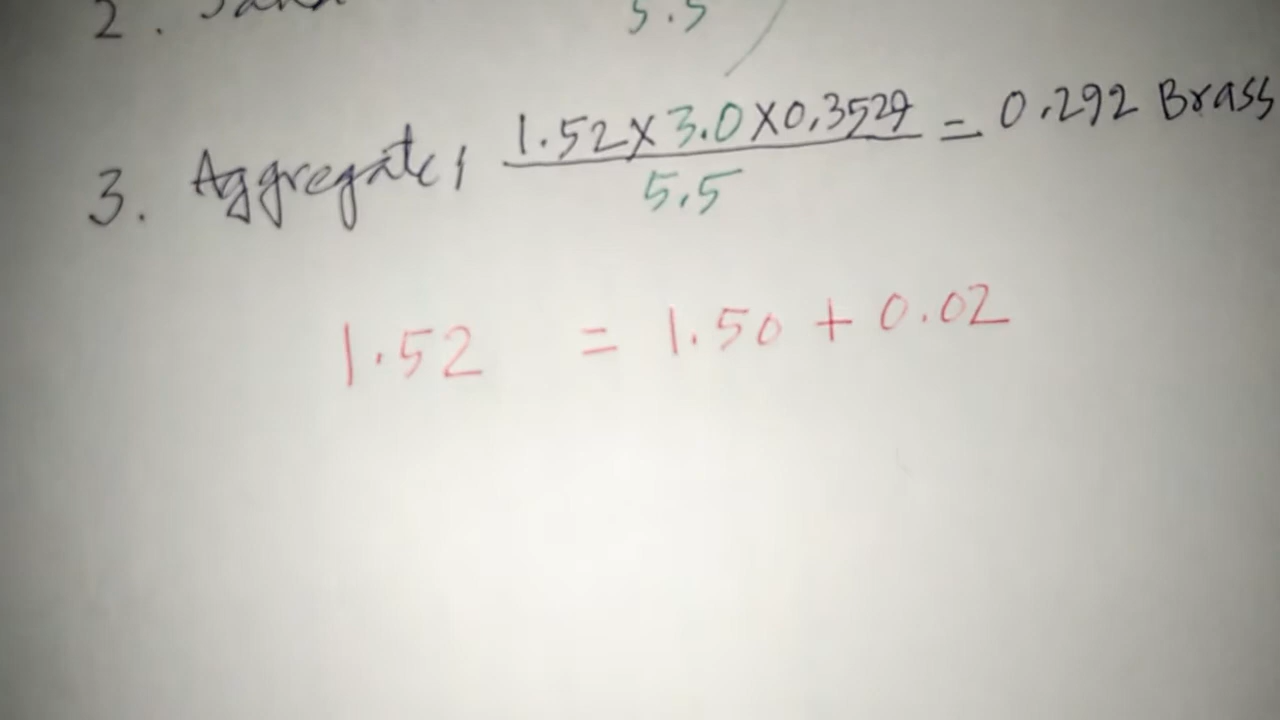 2. Sand 5.5
3. Aggregate, 1.52 x 3.0 x 0.3529 = 0.292 Brass
5.5
1.52 = 1.50 + 0.02